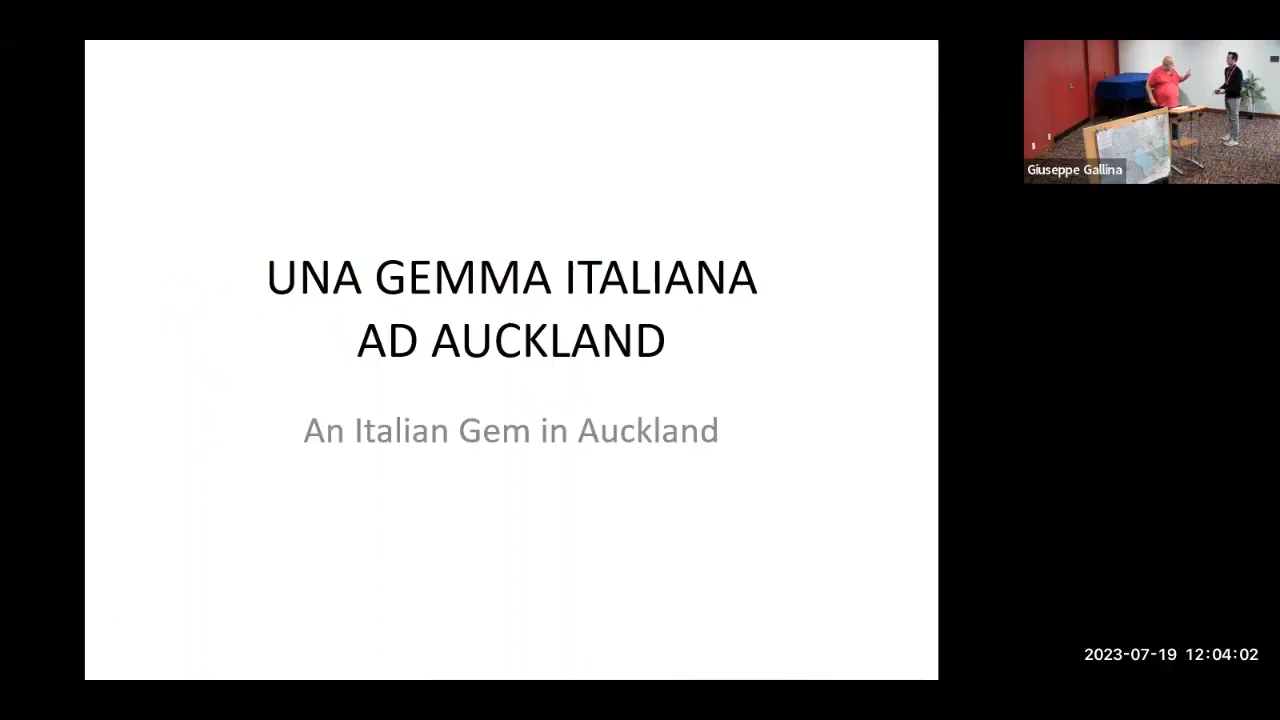 UNA GEMMA ITALIANA
AD AUCKLAND
An Italian Gem in Auckland
Giuseppe Gallina
2023-07-19 12:04:02